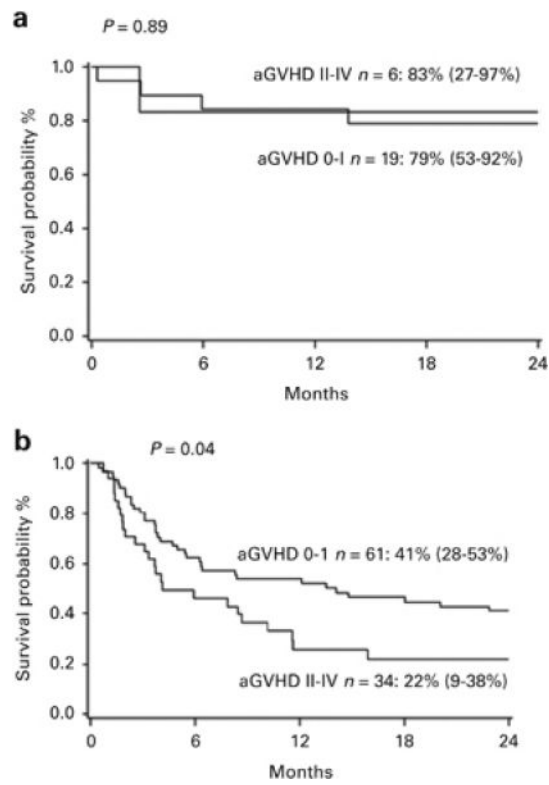 a
P = 0.89
Survival probability %
1.0
0.8
0.6
0.4
0.2
0.0
aGVHD II-IV n = 6: 83% (27-97%)
aGVHD 0-I n = 19: 79% (53-92%)
0 6 12 18 24
Months
b
P = 0.04
Survival probability %
1.0
0.8
0.6
0.4
0.2
0.0
aGVHD 0-1 n = 61: 41% (28-53%)
aGVHD II-IV n = 34: 22% (9-38%)
0 6 12 18 24
Months